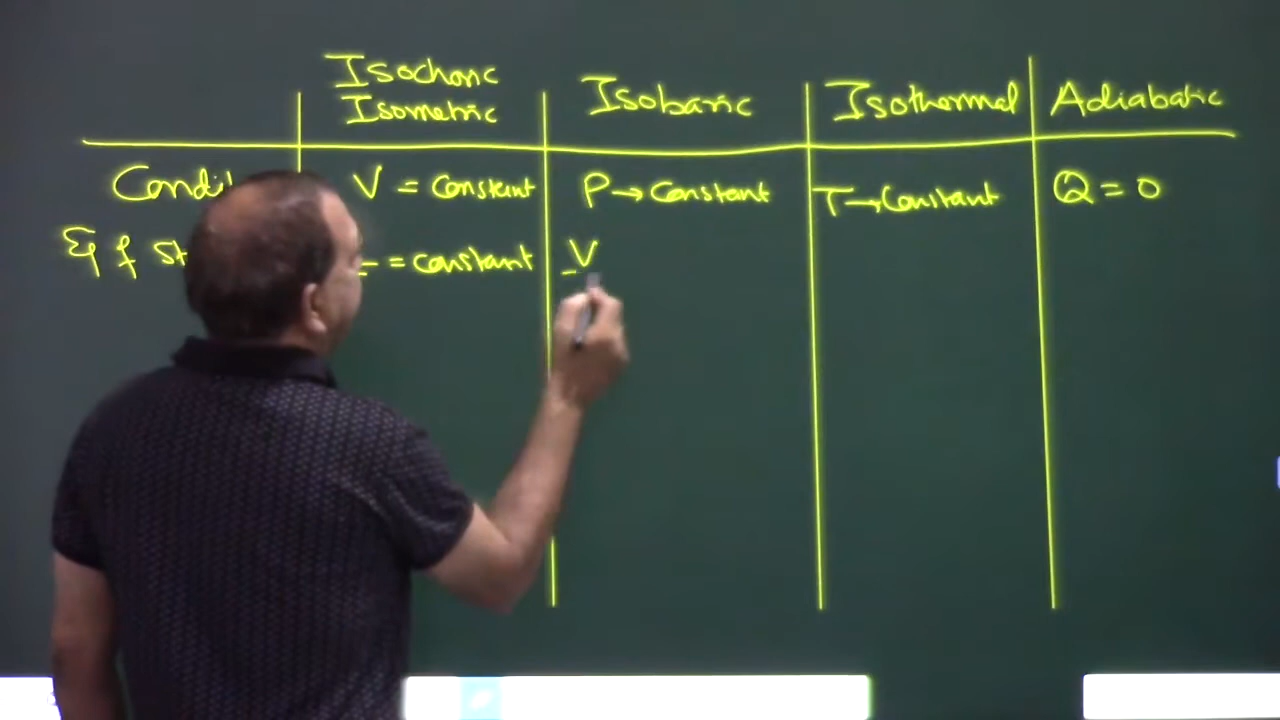 Isochoric
Isometric
Isobaric
Isothermal
Adiabatic
V = Constant
P → Constant
T → Constant
Q = 0
= constant
V